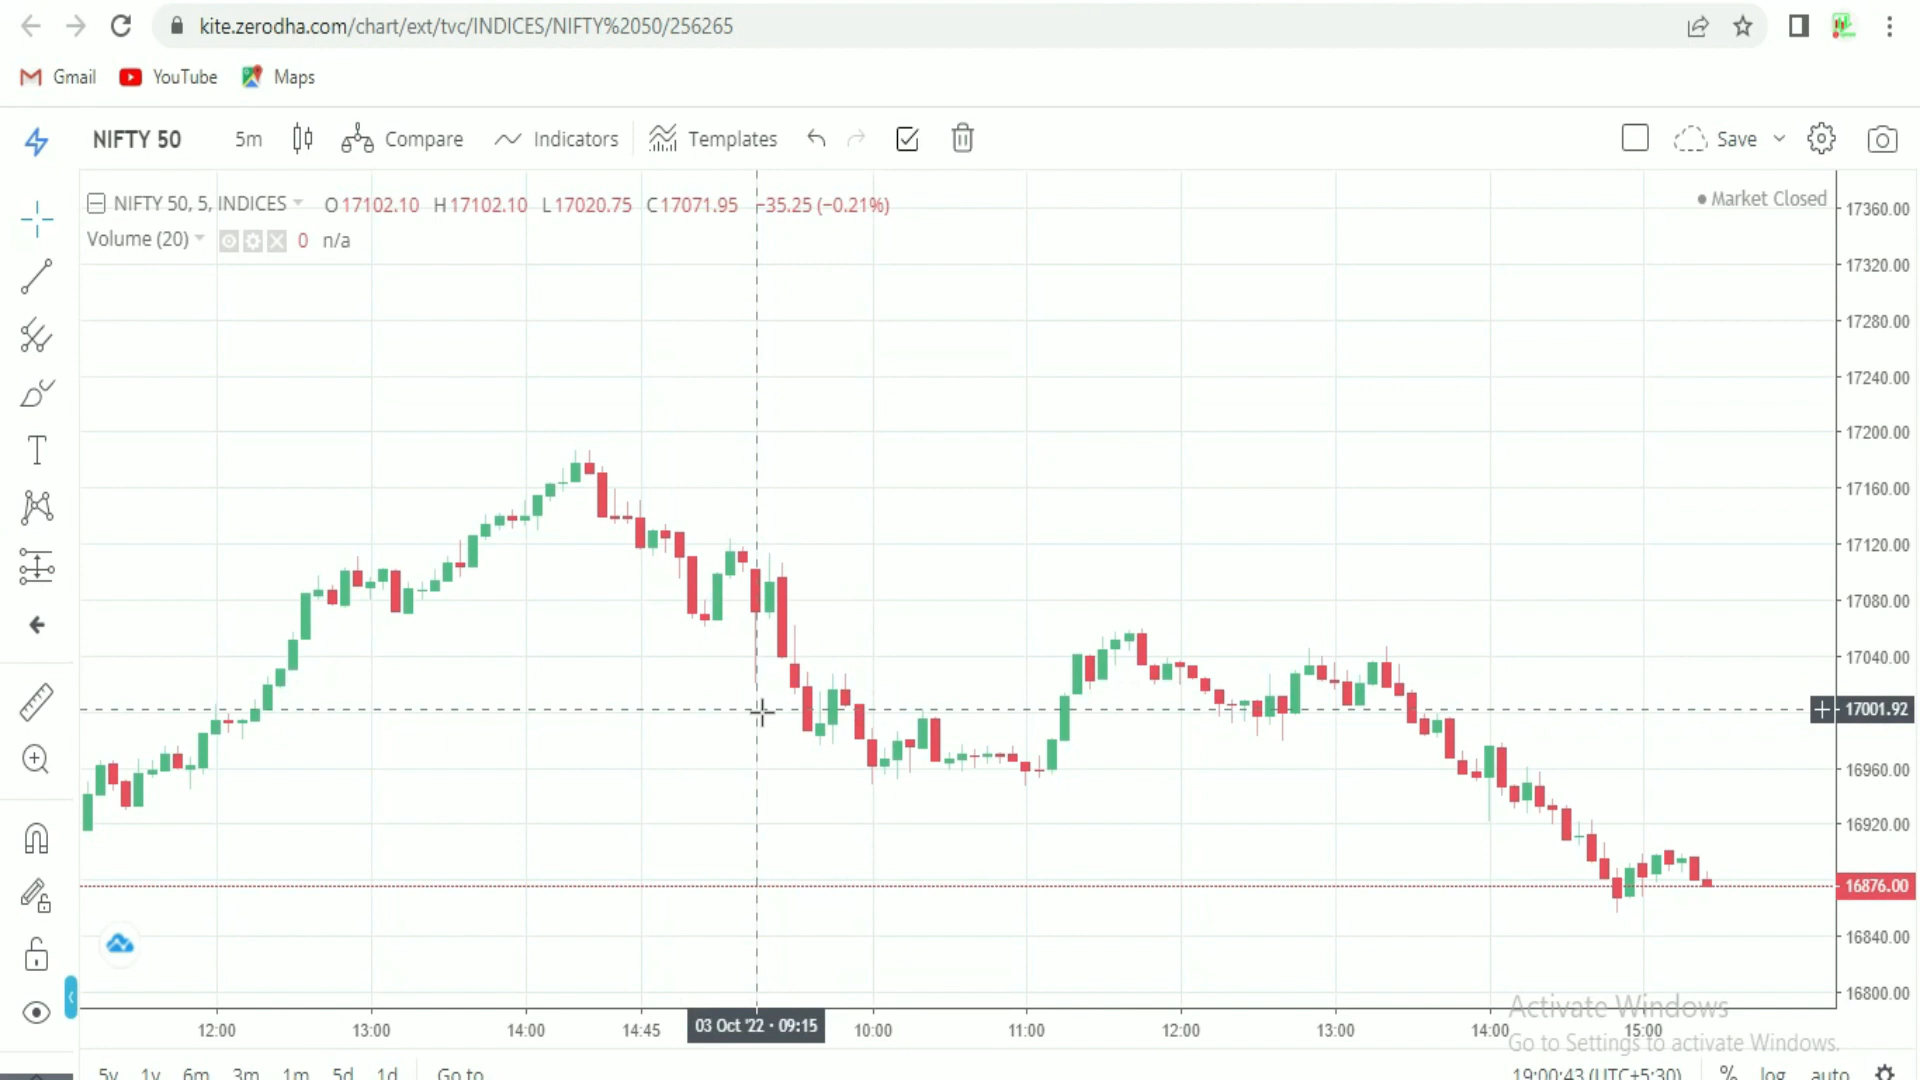 kite.zerodha.com/chart/ext/tvc/INDICES/NIFTY%2050/256265
Gmail YouTube Maps
NIFTY 50 5m Compare Indicators Templates Save
NIFTY 50, 5, INDICES O17102.10 H17102.10 L17020.75 C17071.95 −35.25 (−0.21%)
Market Closed
Volume (20) 0 n/a
17360.00
17320.00
17280.00
17240.00
17200.00
17160.00
17120.00
17080.00
17040.00
17001.92
16960.00
16920.00
16876.00
16840.00
16800.00
Activate Windows
12:00 13:00 14:00 14:45 03 Oct '22 · 09:15 10:00 11:00 12:00 13:00 14:00 15:00
Go to Settings to activate Windows.
5y 1y 6m 3m 1m 5d 1d Go to 19:00:43 (UTC+5:30) % log auto